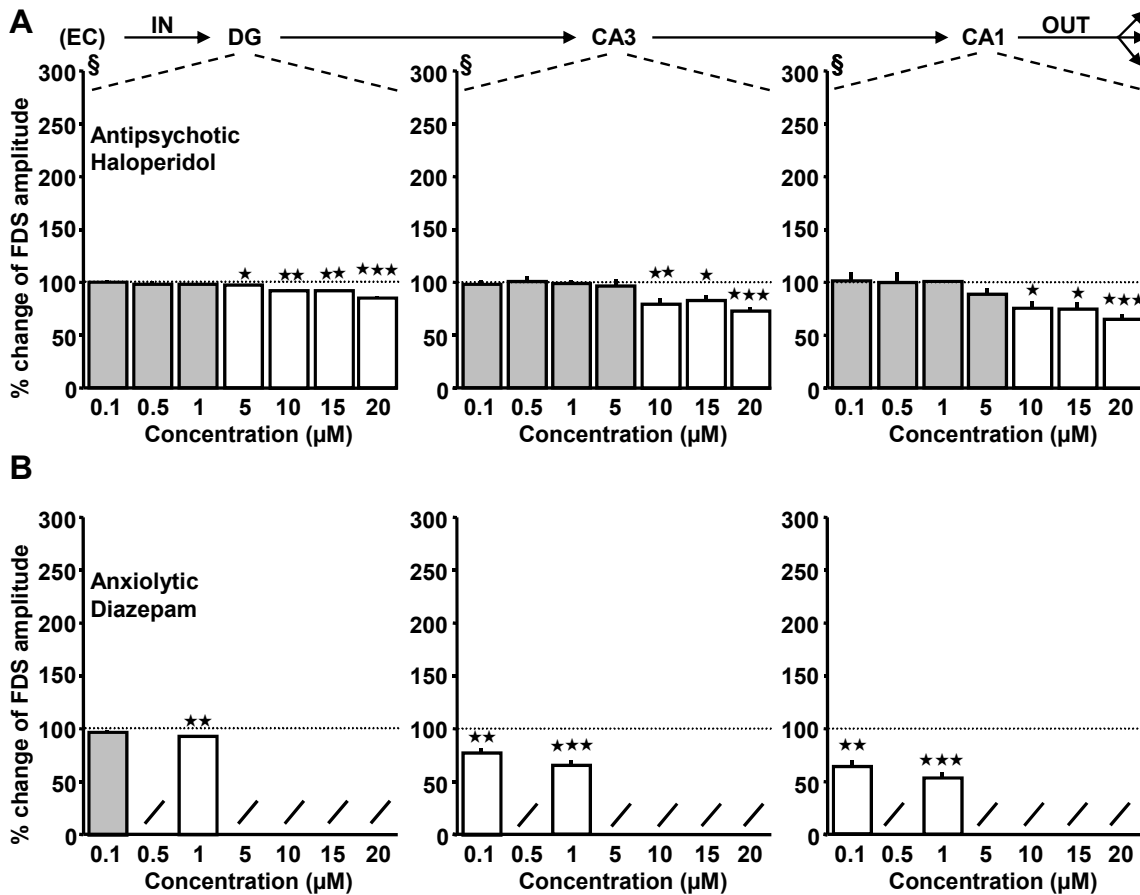 A
(EC) IN DG CA3 CA1 OUT
§ § §
% change of FDS amplitude
300 300 300
250 250 250
200 200 200
150 150 150
100 100 100
50 50 50
0 0 0
Antipsychotic
Haloperidol
★ ★★ ★★ ★★★ ★★ ★ ★★★ ★ ★ ★★★
0.1 0.5 1 5 10 15 20 0.1 0.5 1 5 10 15 20 0.1 0.5 1 5 10 15 20
Concentration (µM) Concentration (µM) Concentration (µM)
B
% change of FDS amplitude
300 300 300
250 250 250
200 200 200
150 150 150
100 100 100
50 50 50
0 0 0
Anxiolytic
Diazepam
★★ ★★ ★★★ ★★ ★★★
0.1 0.5 1 5 10 15 20 0.1 0.5 1 5 10 15 20 0.1 0.5 1 5 10 15 20
Concentration (µM) Concentration (µM) Concentration (µM)